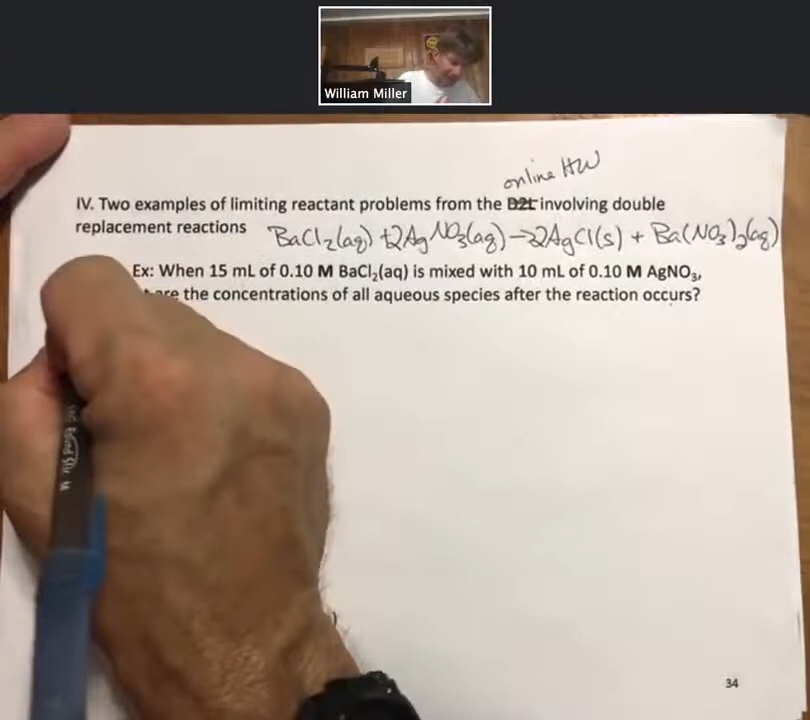 William Miller
online HW
IV. Two examples of limiting reactant problems from the D2L involving double
replacement reactions BaCl₂(aq) + 2AgNO₃(aq) → 2AgCl(s) + Ba(NO₃)₂(aq)
Ex: When 15 mL of 0.10 M BaCl₂(aq) is mixed with 10 mL of 0.10 M AgNO₃,
are the concentrations of all aqueous species after the reaction occurs?
34